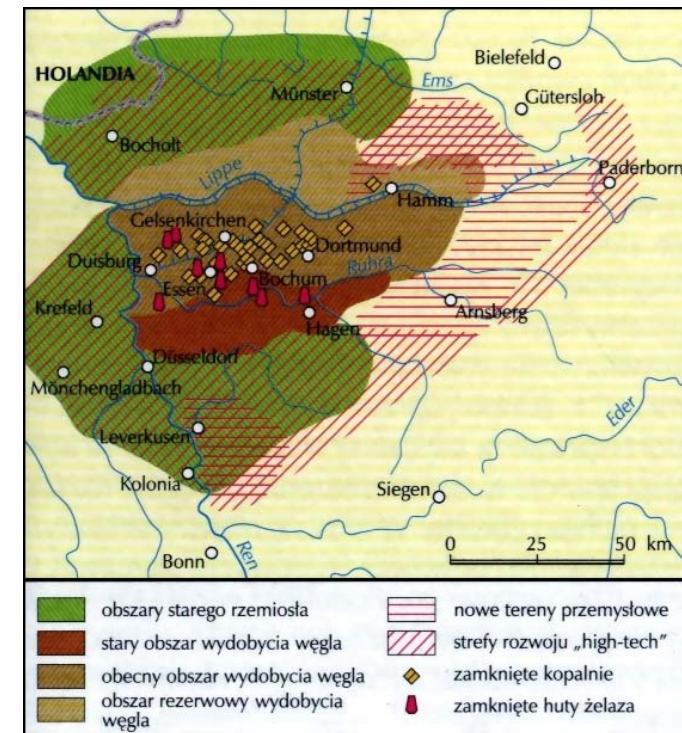 HOLANDIA
Bielefeld
Ems
Münster
Gütersloh
Bocholt
Paderborn
Lippe
Hamm
Gelsenkirchen
Dortmund
Duisburg
Ruhra
Bochum
Essen
Krefeld
Arnsberg
Hagen
Düsseldorf
Mönchengladbach
Eder
Leverkusen
Kolonia
Siegen
Bonn
Ren
0 25 50 km
obszary starego rzemiosła
stary obszar wydobycia węgla
obecny obszar wydobycia węgla
obszar rezerwowy wydobycia
węgla
nowe tereny przemysłowe
strefy rozwoju „high-tech”
zamknięte kopalnie
zamknięte huty żelaza